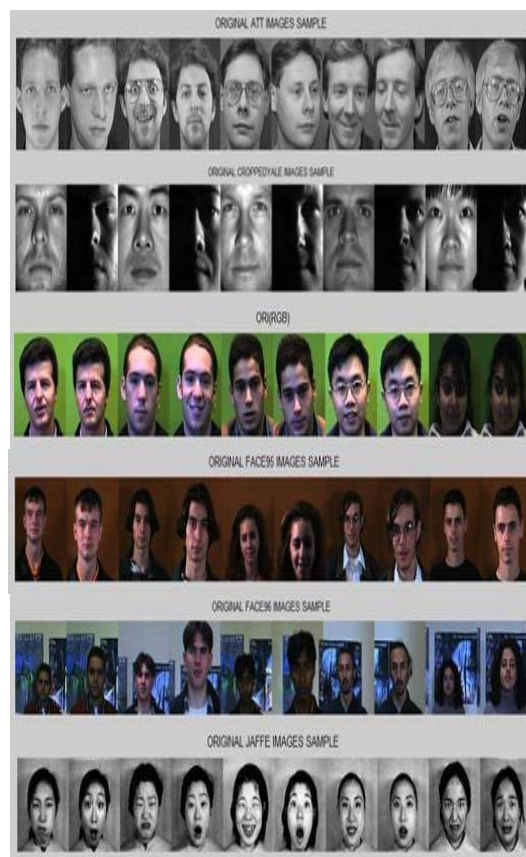 ORIGINAL ATT IMAGES SAMPLE
ORIGINAL CROPPEDYALE IMAGES SAMPLE
ORI(RGB)
ORIGINAL FACE95 IMAGES SAMPLE
ORIGINAL FACE96 IMAGES SAMPLE
ORIGINAL JAFFE IMAGES SAMPLE